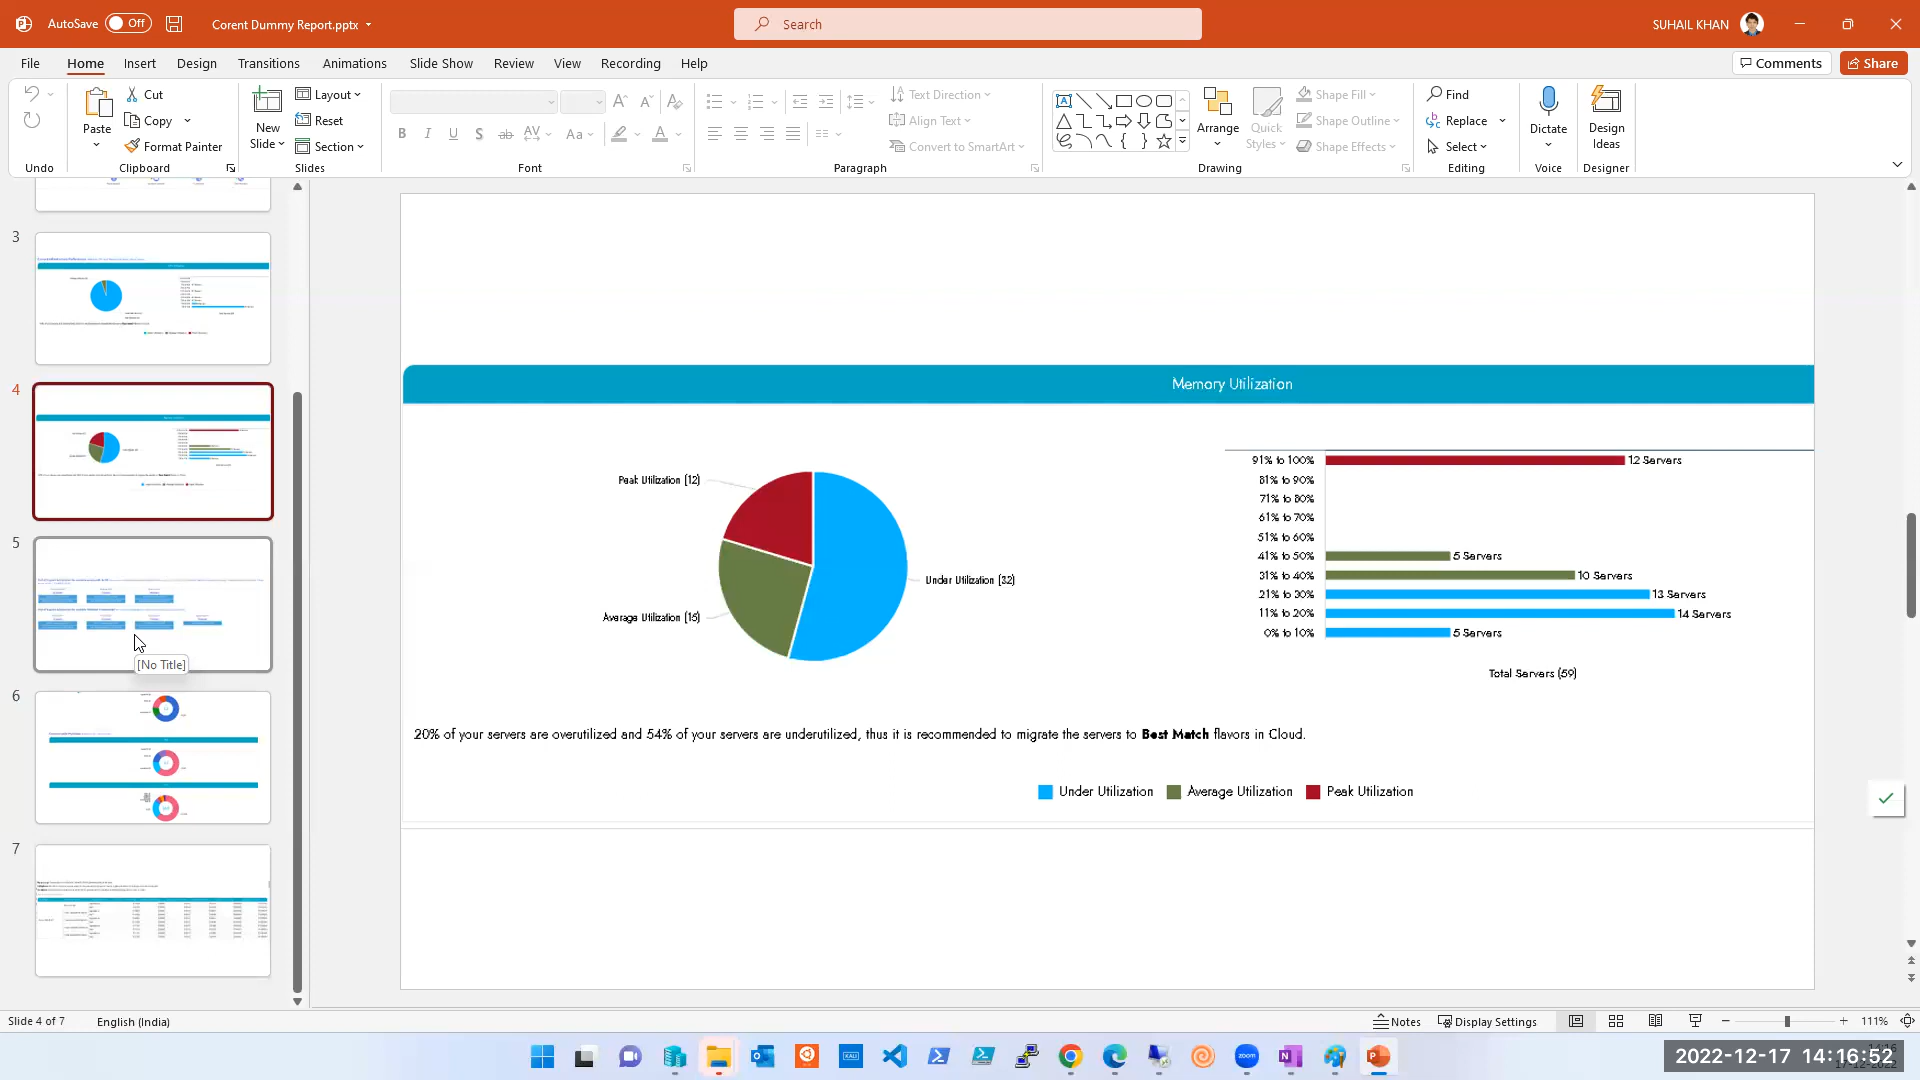 AutoSave Off Corent Dummy Report.pptx Search SUHAIL KHAN
File Home Insert Design Transitions Animations Slide Show Review View Recording Help Comments Share
Cut Layout Text Direction Shape Fill Find
Copy Reset Align Text Shape Outline Replace
Paste New Slide Arrange Quick Styles Dictate Design Ideas
Format Painter Section Convert to SmartArt Shape Effects Select
Undo Clipboard Slides Font Paragraph Drawing Editing Voice Designer
3
4
5
[No Title]
6
7
Memory Utilization
Peak Utilization (12)
Under Utilization (32)
Average Utilization (15)
91% to 100% 12 Servers
81% to 90%
71% to 80%
61% to 70%
51% to 60%
41% to 50% 5 Servers
31% to 40% 10 Servers
21% to 30% 13 Servers
11% to 20% 14 Servers
0% to 10% 5 Servers
Total Servers (59)
20% of your servers are overutilized and 54% of your servers are underutilized, thus it is recommended to migrate the servers to Best Match flavors in Cloud.
Under Utilization Average Utilization Peak Utilization
Slide 4 of 7 English (India) Notes Display Settings 111%
2022-12-17 14:16:52